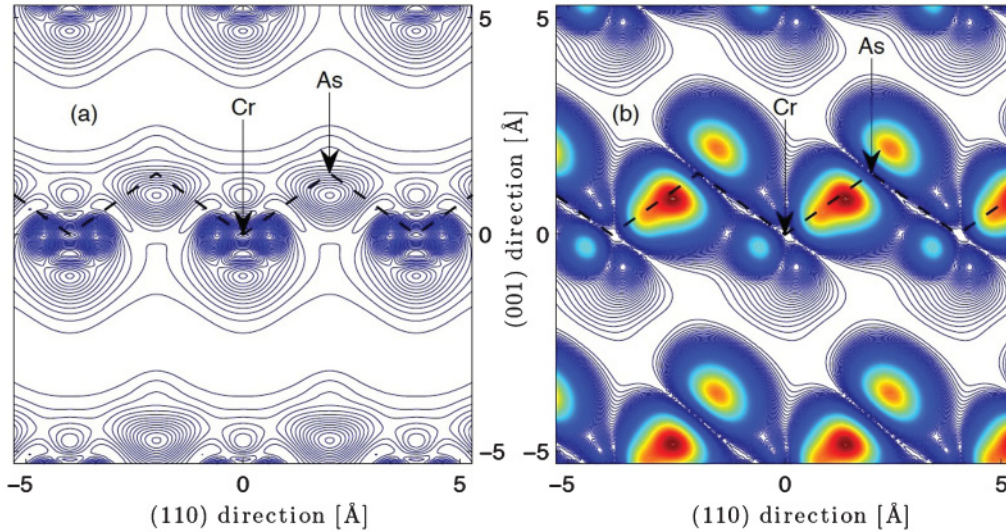 5
5
As
As
(a)
(b)
Cr
Cr
0
0
(001) direction [Å]
-5
-5
-5
0
5
-5
0
5
(110) direction [Å]
(110) direction [Å]